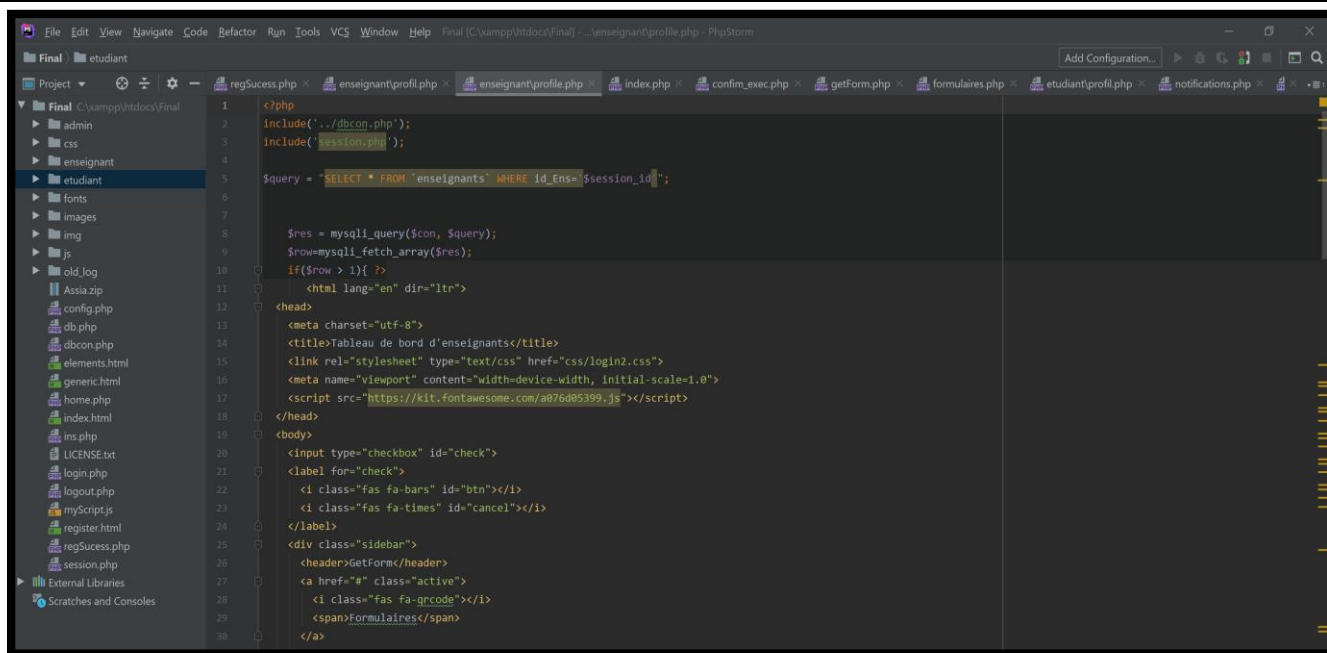 File Edit View Navigate Code Refactor Run Tools VCS Window Help Final [C:\xampp\htdocs\Final] - ...\enseignant\profile.php - PhpStorm
Final etudiant Add Configuration...
Project regSucess.php enseignant\profil.php enseignant\profile.php index.php confim_exec.php getForm.php formulaires.php etudiant\profil.php notifications.php
Final C:\xampp\htdocs\Final
admin
css
enseignant
etudiant
fonts
images
img
js
old_log
Assia.zip
config.php
db.php
dbcon.php
elements.html
generic.html
home.php
index.html
ins.php
LICENSE.txt
login.php
logout.php
myScript.js
register.html
regSucess.php
session.php
External Libraries
Scratches and Consoles
1 <?php
2 include('../dbcon.php');
3 include('session.php');
4
5 $query = "SELECT * FROM `enseignants` WHERE id_Ens='$session_id'";
6
7
8 $res = mysqli_query($con, $query);
9 $row=mysqli_fetch_array($res);
10 if($row > 1){ ?>
11 <html lang="en" dir="ltr">
12 <head>
13 <meta charset="utf-8">
14 <title>Tableau de bord d'enseignants</title>
15 <link rel="stylesheet" type="text/css" href="css/login2.css">
16 <meta name="viewport" content="width=device-width, initial-scale=1.0">
17 <script src="https://kit.fontawesome.com/a076d05399.js"></script>
18 </head>
19 <body>
20 <input type="checkbox" id="check">
21 <label for="check">
22 <i class="fas fa-bars" id="btn"></i>
23 <i class="fas fa-times" id="cancel"></i>
24 </label>
25 <div class="sidebar">
26 <header>GetForm</header>
27 <a href="#" class="active">
28 <i class="fas fa-qrcode"></i>
29 <span>Formulaires</span>
30 </a>